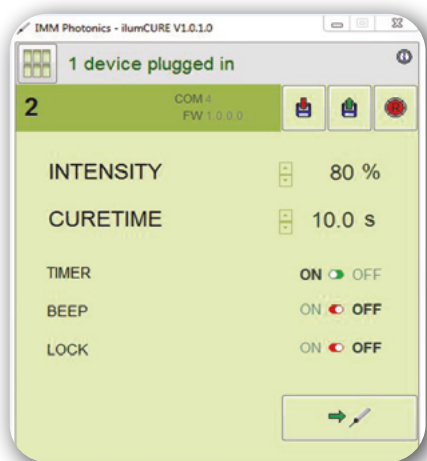 IMM Photonics - ilumCURE V1.0.1.0
1 device plugged in
2
COM 4
FW 1.0.0.0
INTENSITY 80 %
CURETIME 10.0 s
TIMER ON OFF
BEEP ON OFF
LOCK ON OFF